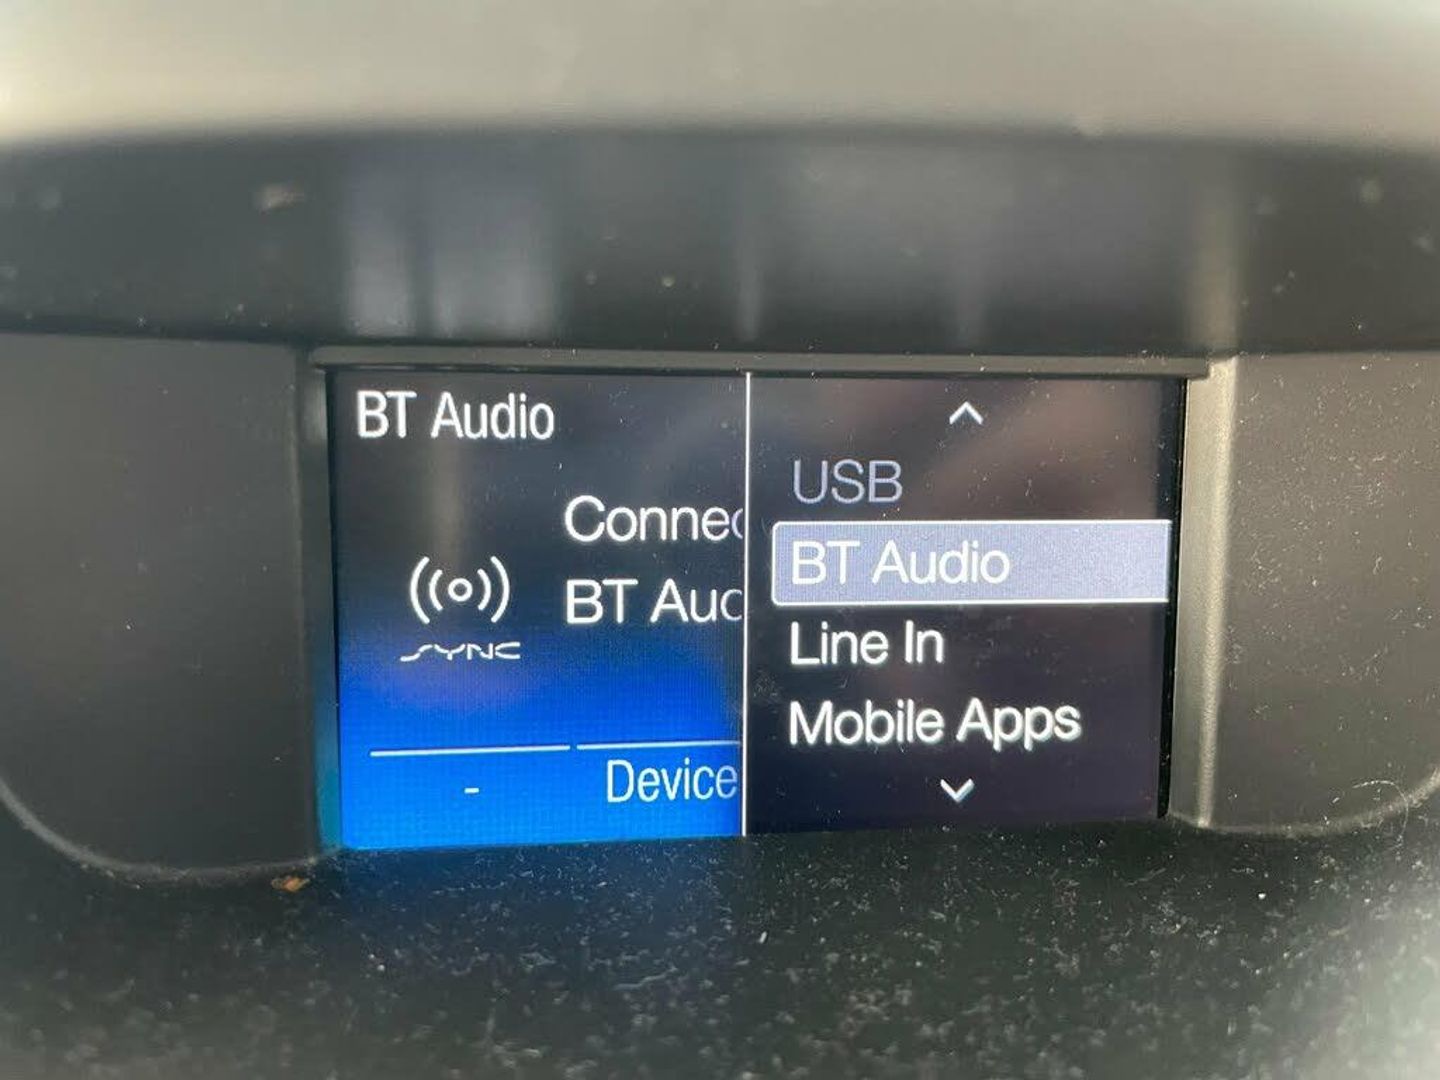 BT Audio
Connec
BT Auc
SYNC
-
Device
USB
BT Audio
Line In
Mobile Apps